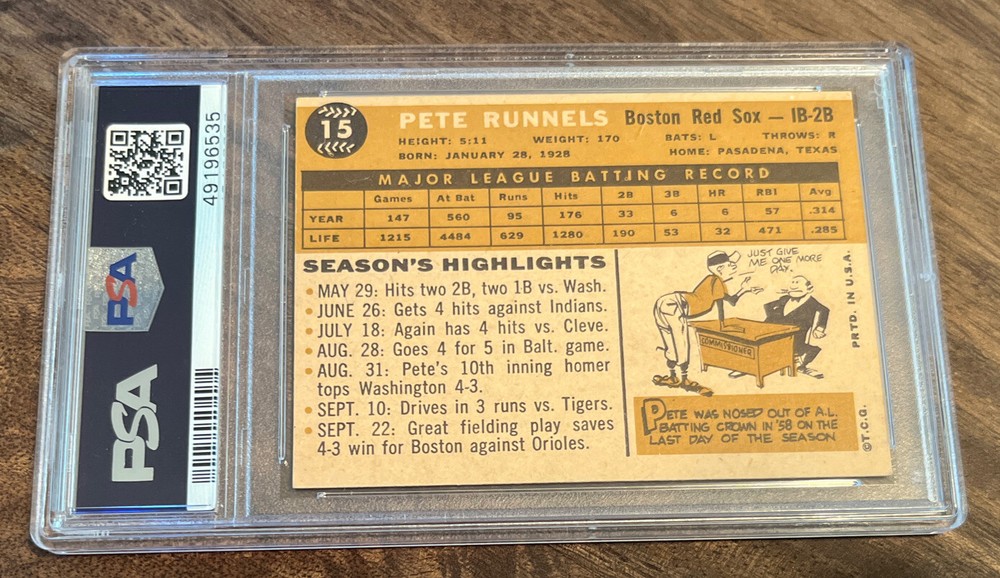 PSA
PSA
49196535
15
PETE RUNNELS Boston Red Sox — 1B-2B
HEIGHT: 5:11 WEIGHT: 170 BATS: L THROWS: R
BORN: JANUARY 28, 1928 HOME: PASADENA, TEXAS
MAJOR LEAGUE BATTING RECORD
Games At Bat Runs Hits 2B 3B HR RBI Avg
YEAR 147 560 95 176 33 6 6 57 .314
LIFE 1215 4484 629 1280 190 53 32 471 .285
SEASON'S HIGHLIGHTS
• MAY 29: Hits two 2B, two 1B vs. Wash.
• JUNE 26: Gets 4 hits against Indians.
• JULY 18: Again has 4 hits vs. Cleve.
• AUG. 28: Goes 4 for 5 in Balt. game.
• AUG. 31: Pete's 10th inning homer
tops Washington 4-3.
• SEPT. 10: Drives in 3 runs vs. Tigers.
• SEPT. 22: Great fielding play saves
4-3 win for Boston against Orioles.
JUST GIVE
ME ONE MORE
DAY.
COMMISSIONER
PETE WAS NOSED OUT OF A.L.
BATTING CROWN IN '58 ON THE
LAST DAY OF THE SEASON
PRTD. IN U.S.A.
©T.C.G.